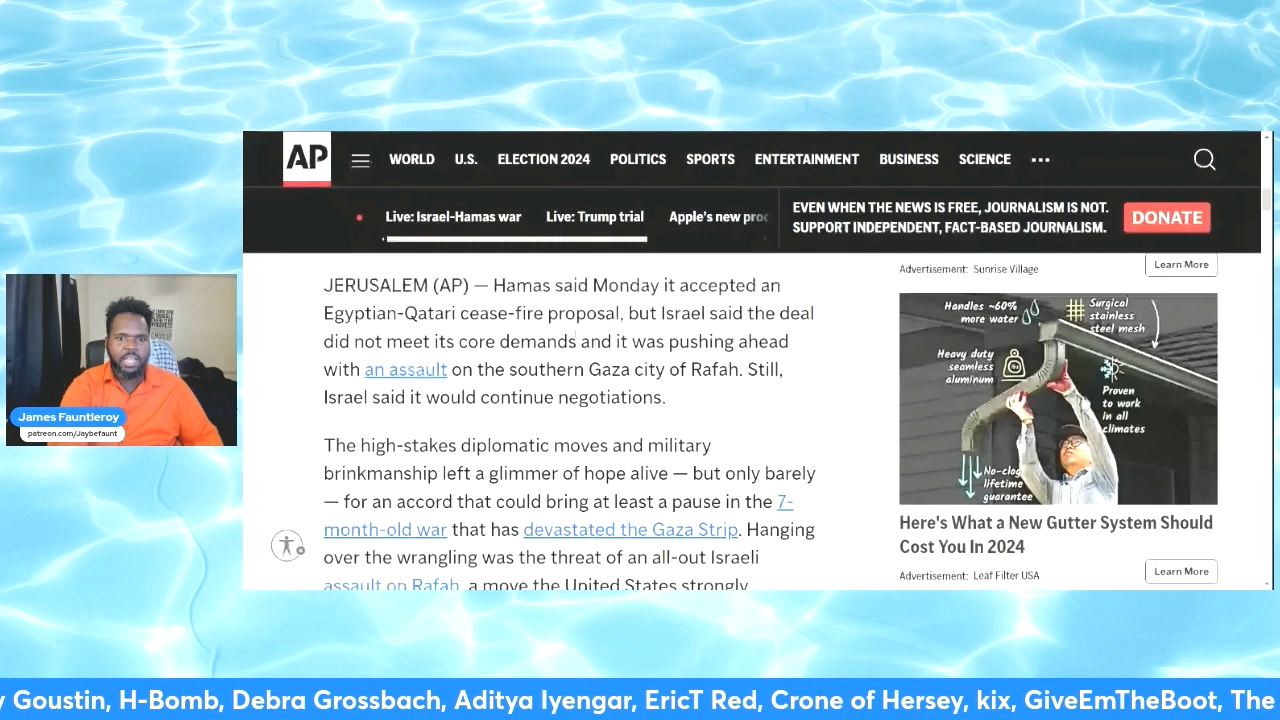 AP
WORLD U.S. ELECTION 2024 POLITICS SPORTS ENTERTAINMENT BUSINESS SCIENCE
Live: Israel-Hamas war Live: Trump trial Apple's new proc
EVEN WHEN THE NEWS IS FREE, JOURNALISM IS NOT.
SUPPORT INDEPENDENT, FACT-BASED JOURNALISM.
DONATE
JERUSALEM (AP) — Hamas said Monday it accepted an
Egyptian-Qatari cease-fire proposal, but Israel said the deal
did not meet its core demands and it was pushing ahead
with an assault on the southern Gaza city of Rafah. Still,
Israel said it would continue negotiations.
The high-stakes diplomatic moves and military
brinkmanship left a glimmer of hope alive — but only barely
— for an accord that could bring at least a pause in the 7-
month-old war that has devastated the Gaza Strip. Hanging
over the wrangling was the threat of an all-out Israeli
assault on Rafah, a move the United States strongly
Advertisement: Sunrise Village
Learn More
Handles ~60%
more water
Surgical
stainless
steel mesh
Heavy duty
seamless
aluminum
Proven
to work
in all
climates
No-clog
lifetime
guarantee
Here's What a New Gutter System Should
Cost You In 2024
Advertisement: Leaf Filter USA
Learn More
James Fauntleroy
patreon.com/Jaybefaunt
y Goustin, H-Bomb, Debra Grossbach, Aditya Iyengar, EricT Red, Crone of Hersey, kix, GiveEmTheBoot, The